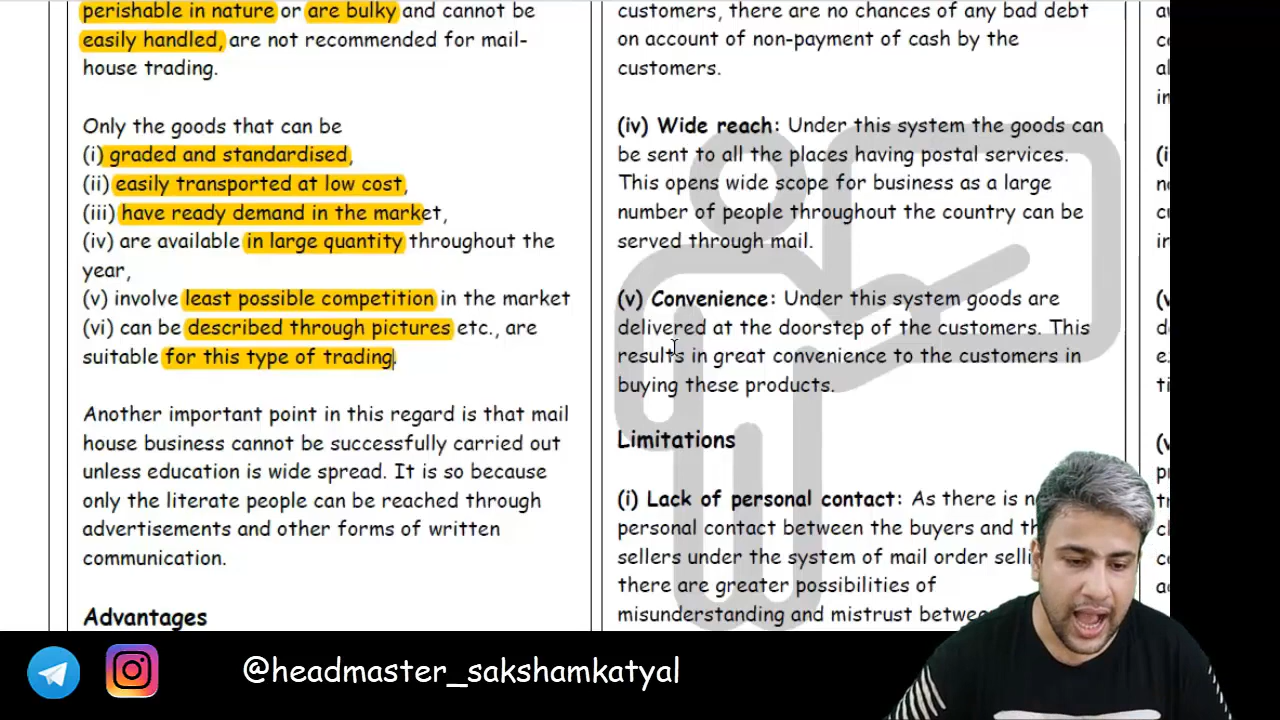 perishable in nature or are bulky and cannot be
easily handled, are not recommended for mail-
house trading.
Only the goods that can be
(i) graded and standardised,
(ii) easily transported at low cost,
(iii) have ready demand in the market,
(iv) are available in large quantity throughout the
year,
(v) involve least possible competition in the market
(vi) can be described through pictures etc., are
suitable for this type of trading.
Another important point in this regard is that mail
house business cannot be successfully carried out
unless education is wide spread. It is so because
only the literate people can be reached through
advertisements and other forms of written
communication.
Advantages
customers, there are no chances of any bad debt
on account of non-payment of cash by the
customers.
(iv) Wide reach: Under this system the goods can
be sent to all the places having postal services.
This opens wide scope for business as a large
number of people throughout the country can be
served through mail.
(v) Convenience: Under this system goods are
delivered at the doorstep of the customers. This
results in great convenience to the customers in
buying these products.
Limitations
(i) Lack of personal contact: As there is
personal contact between the buyers and
sellers under the system of mail order
there are greater possibilities of
misunderstanding and mistrust
@headmaster_sakshamkatyal